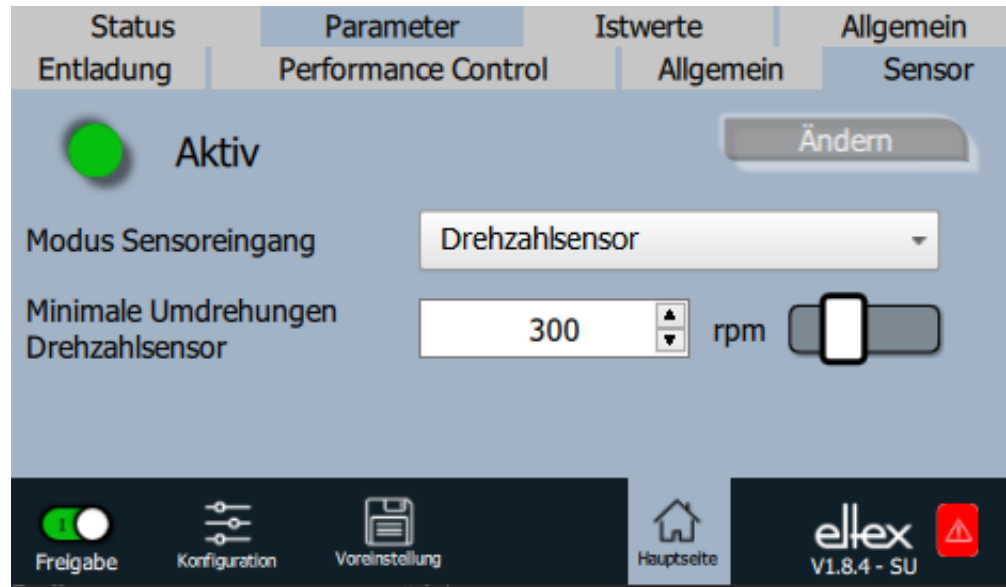 Status Parameter Istwerte Allgemein
Entladung Performance Control Allgemein Sensor
Aktiv
Ändern
Modus Sensoreingang
Drehzahlsensor
Minimale Umdrehungen
Drehzahlsensor
300 rpm
I
Freigabe
Konfiguration
Voreinstellung
Hauptseite
eltex
V1.8.4 - SU